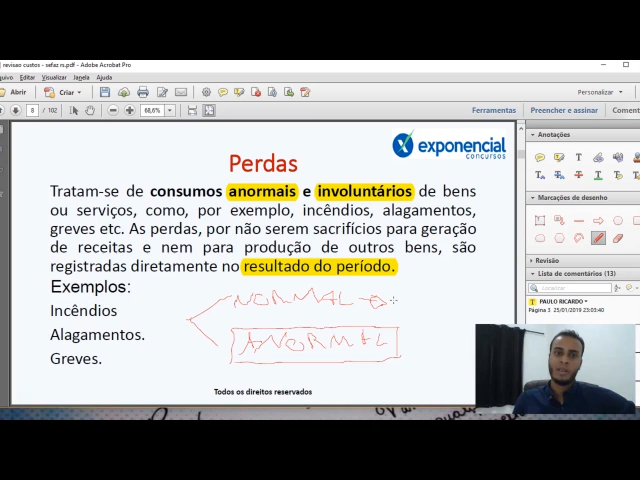 revisao custos - sefaz rs.pdf - Adobe Acrobat Pro
quivo Editar Visualizar Janela Ajuda
Abrir Criar Personalizar
8 / 102 68,6% Ferramentas Preencher e assinar Coment
exponencial
concursos
Perdas
Tratam-se de consumos anormais e involuntários de bens
ou serviços, como, por exemplo, incêndios, alagamentos,
greves etc. As perdas, por não serem sacrifícios para geração
de receitas e nem para produção de outros bens, são
registradas diretamente no resultado do período.
Exemplos:
Incêndios
Alagamentos.
Greves.
NORMAL
ANORMAL
Todos os direitos reservados
Anotações
Marcações de desenho
Revisão
Lista de comentários (13)
PAULO RICARDO
Página 3 25/01/2019 23:03:40